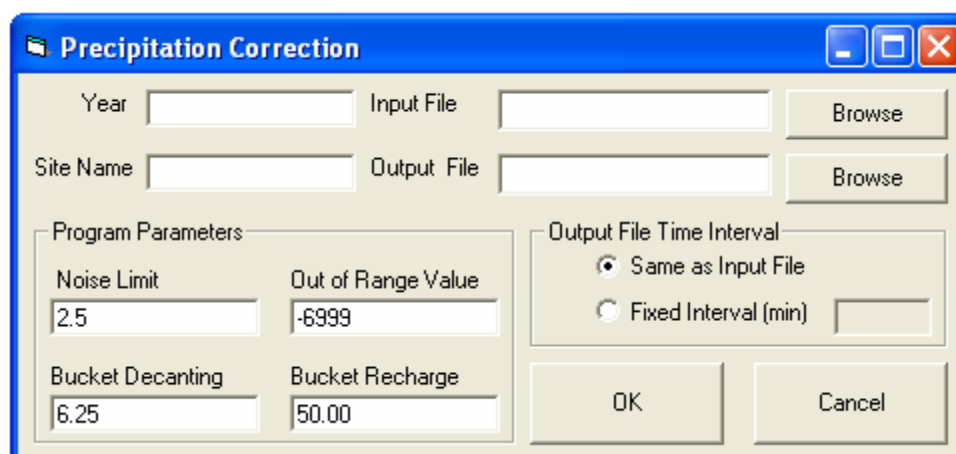 Precipitation Correction
Year
Input File
Browse
Site Name
Output File
Browse
Program Parameters
Noise Limit
2.5
Out of Range Value
-6999
Bucket Decanting
6.25
Bucket Recharge
50.00
Output File Time Interval
Same as Input File
Fixed Interval (min)
OK
Cancel